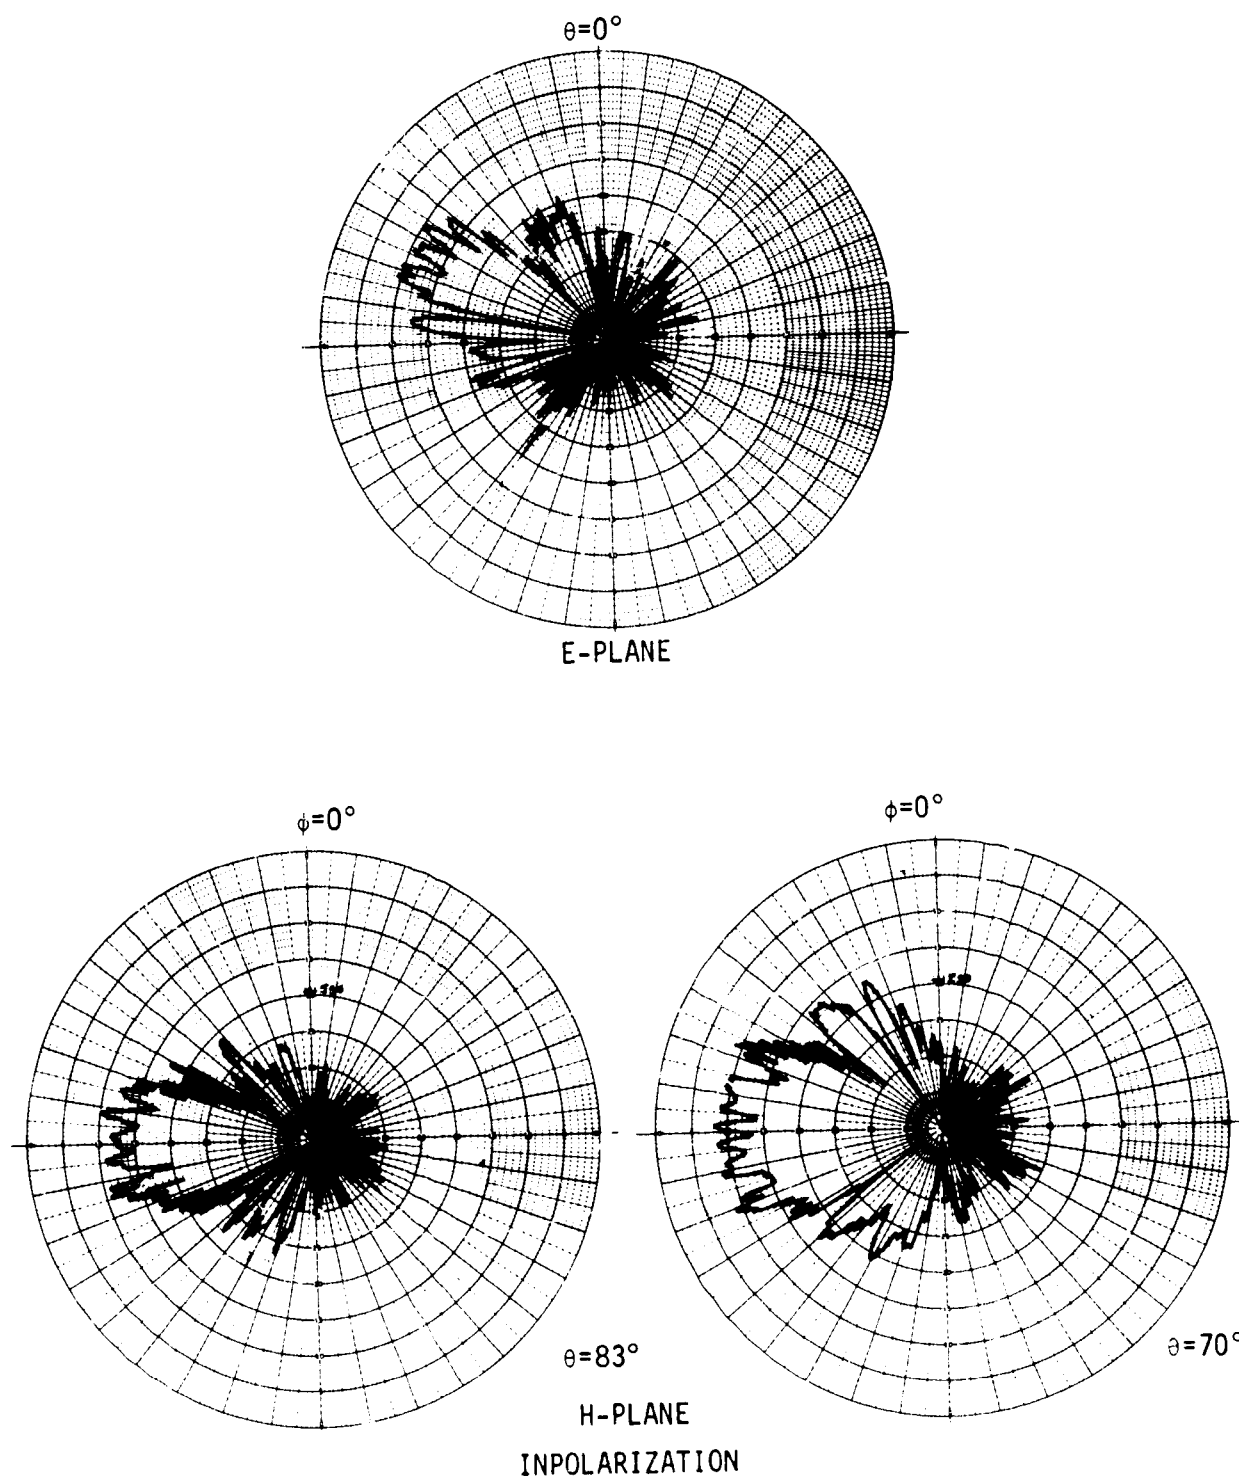 θ=0°
E-PLANE
ϕ=0°
ϕ=0°
θ=83°
θ=70°
H-PLANE
INPOLARIZATION